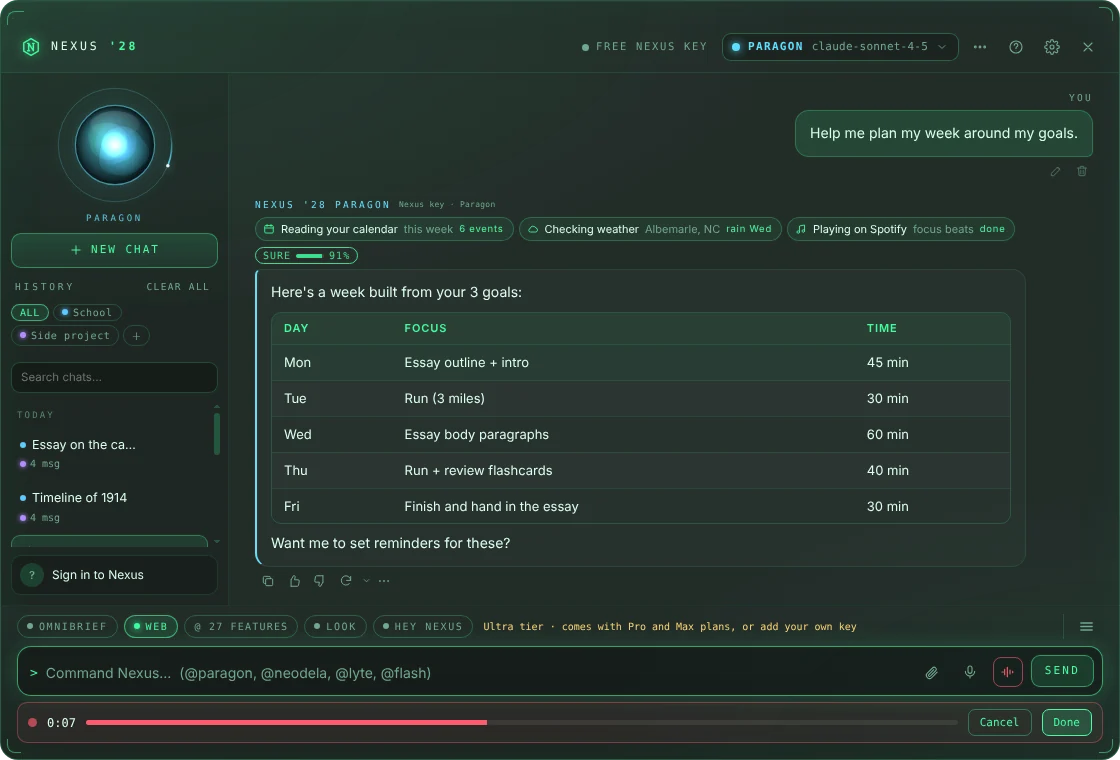 NEXUS '28
FREE NEXUS KEY
PARAGON claude-sonnet-4-5
PARAGON
+ NEW CHAT
HISTORY CLEAR ALL
ALL School
Side project +
Search chats...
TODAY
Essay on the ca...
4 msg
Timeline of 1914
4 msg
? Sign in to Nexus
YOU
Help me plan my week around my goals.
NEXUS '28 PARAGON Nexus key · Paragon
Reading your calendar this week 6 events Checking weather Albemarle, NC rain Wed Playing on Spotify focus beats done
SURE 91%
Here's a week built from your 3 goals:
DAY FOCUS TIME
Mon Essay outline + intro 45 min
Tue Run (3 miles) 30 min
Wed Essay body paragraphs 60 min
Thu Run + review flashcards 40 min
Fri Finish and hand in the essay 30 min
Want me to set reminders for these?
OMNIBRIEF WEB @ 27 FEATURES LOOK HEY NEXUS Ultra tier · comes with Pro and Max plans, or add your own key
> Command Nexus... (@paragon, @neodela, @lyte, @flash) SEND
0:07 Cancel Done